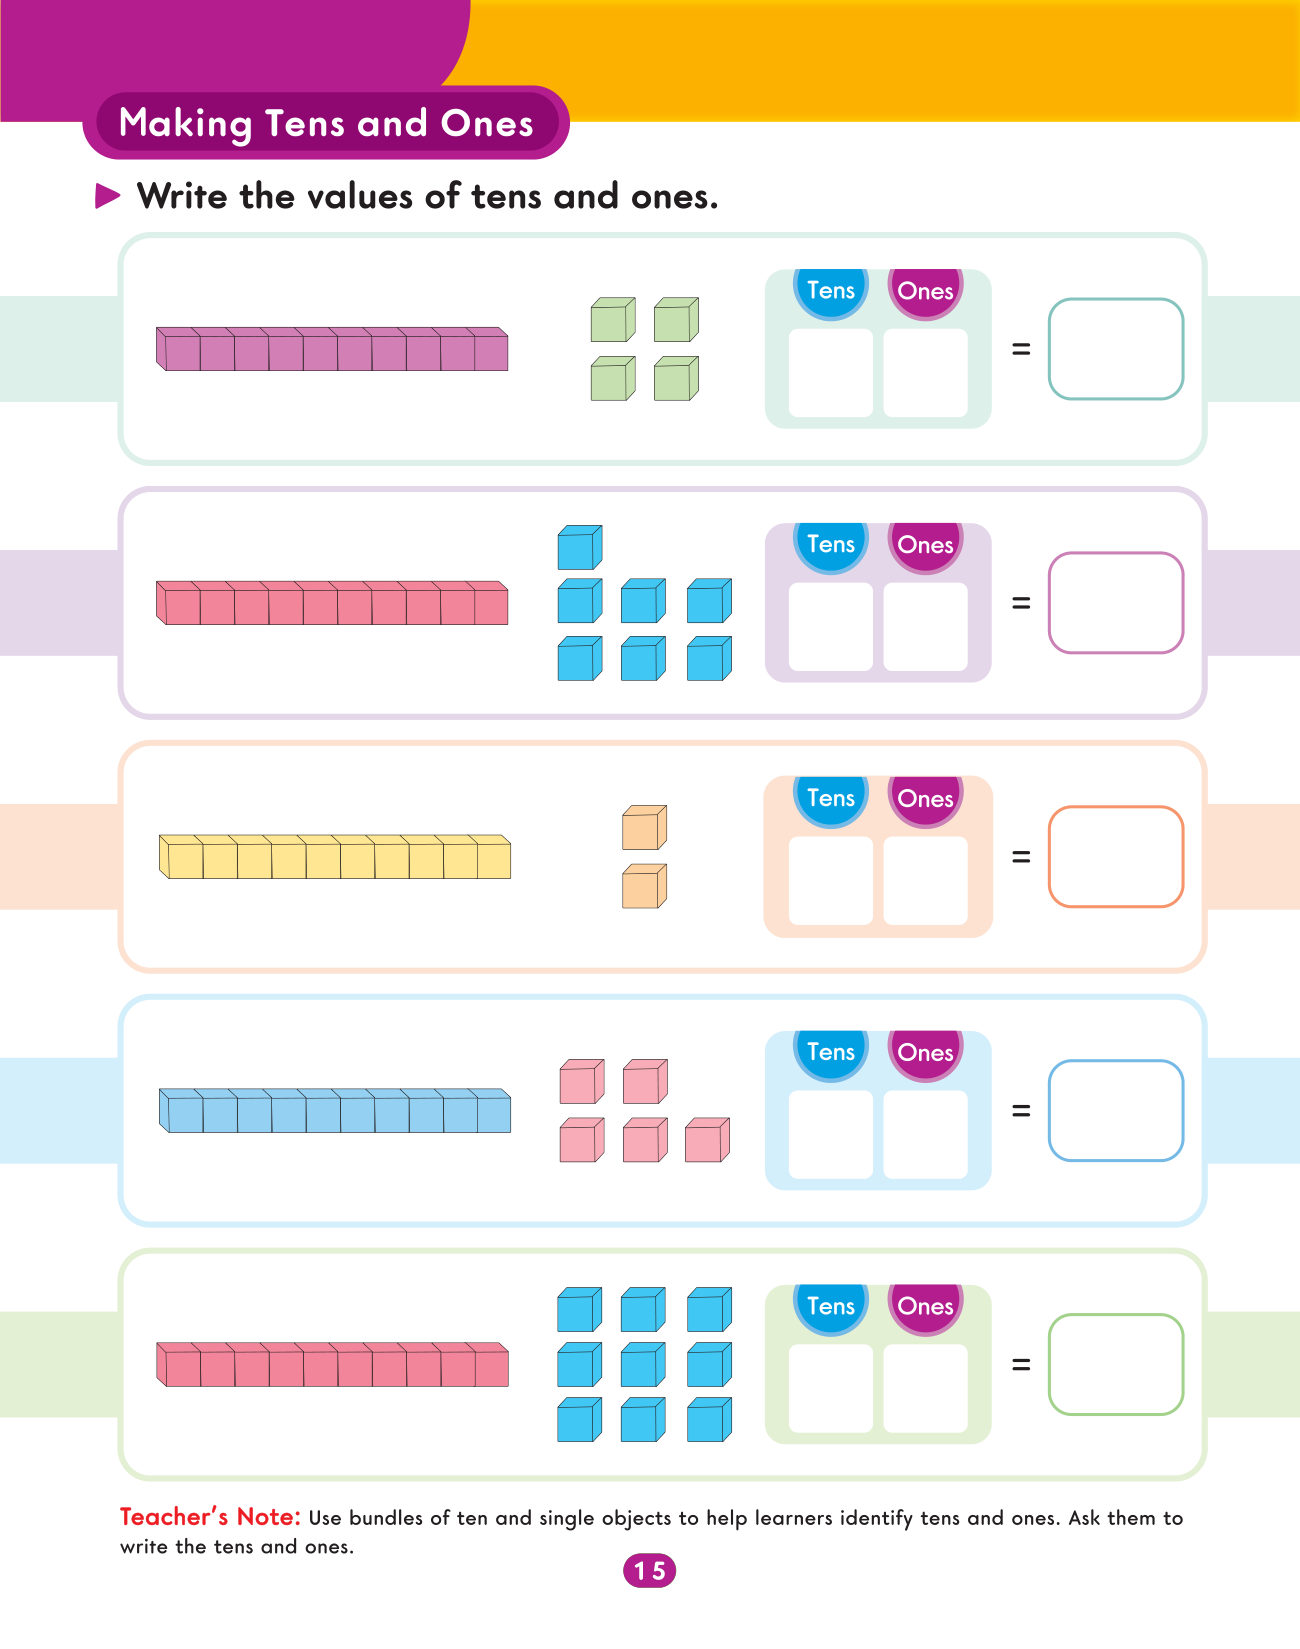 Making Tens and Ones
Write the values of tens and ones.
Tens Ones
=
Tens Ones
=
Tens Ones
=
Tens Ones
=
Tens Ones
=
Teacher's Note: Use bundles of ten and single objects to help learners identify tens and ones. Ask them to
write the tens and ones.
15